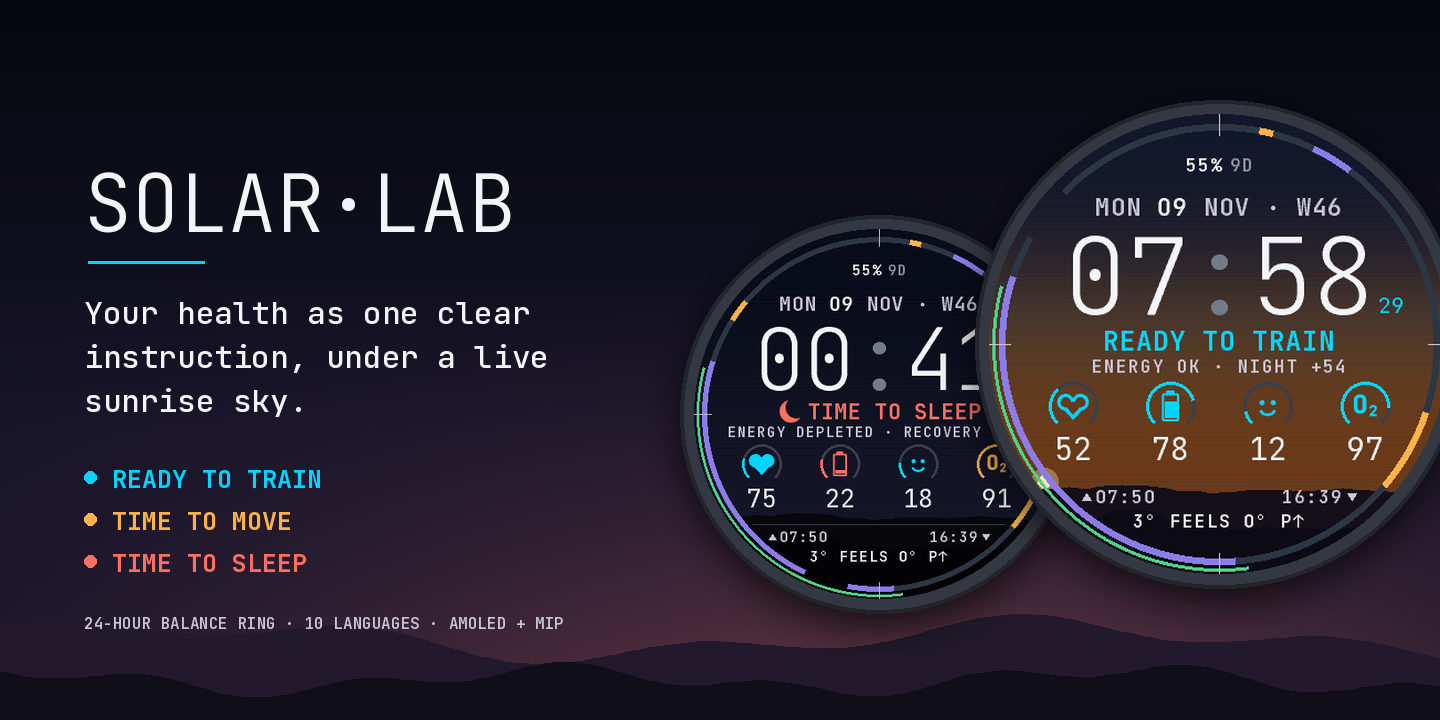 SOLAR·LAB
Your health as one clear
instruction, under a live
sunrise sky.
READY TO TRAIN
TIME TO MOVE
TIME TO SLEEP
24-HOUR BALANCE RING · 10 LANGUAGES · AMOLED + MIP
55% 9D
MON 09 NOV · W46
00:41
TIME TO SLEEP
ENERGY DEPLETED · RECOVERY
O₂
75 22 18 91
▲07:50 16:39▼
3° FEELS 0° P↑
55% 9D
MON 09 NOV · W46
07:58 29
READY TO TRAIN
ENERGY OK · NIGHT +54
O₂
52 78 12 97
▲07:50 16:39▼
3° FEELS 0° P↑